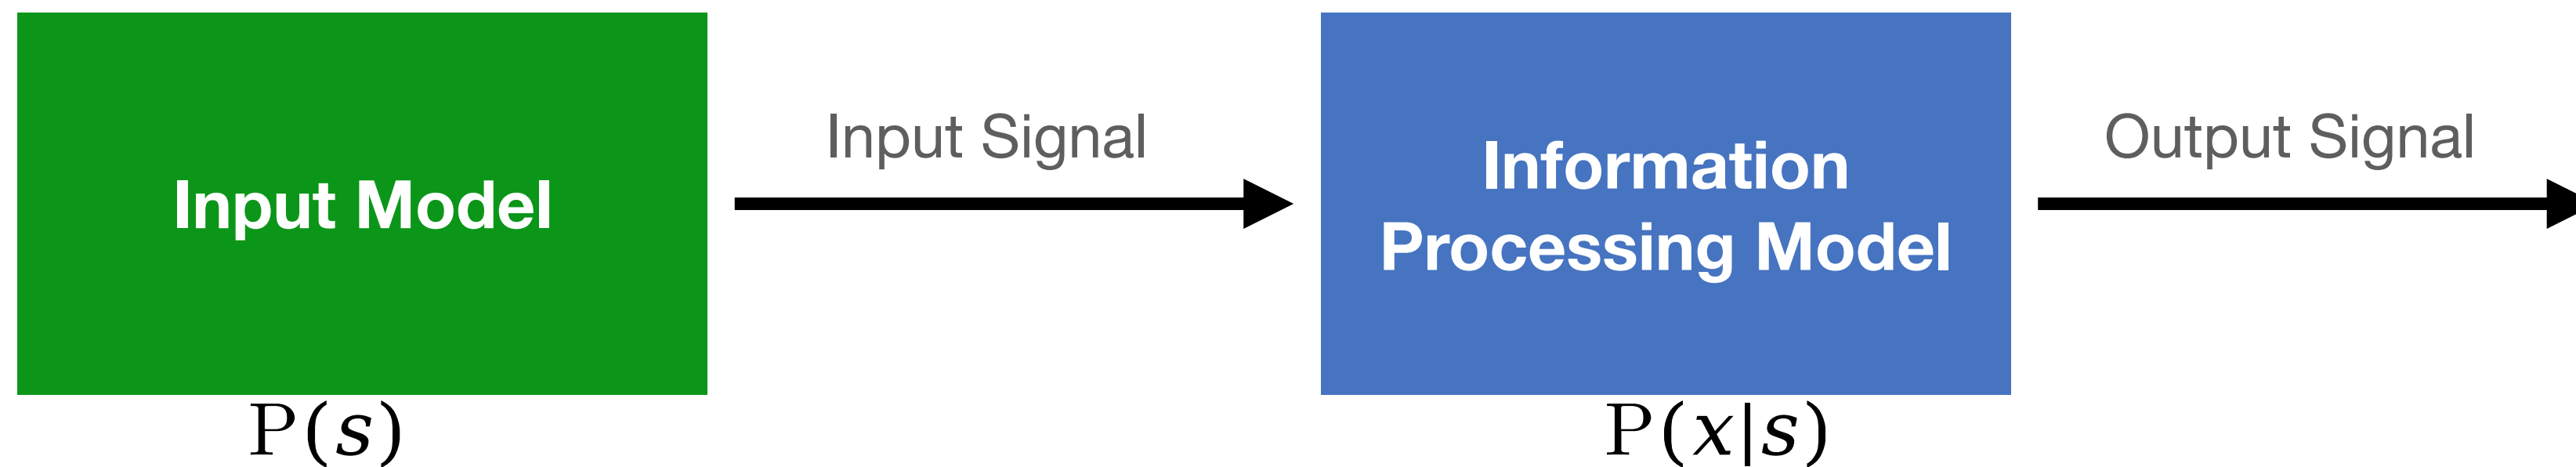 Input Model
Input Signal
Information
Processing Model
Output Signal
P(s)
P(x|s)